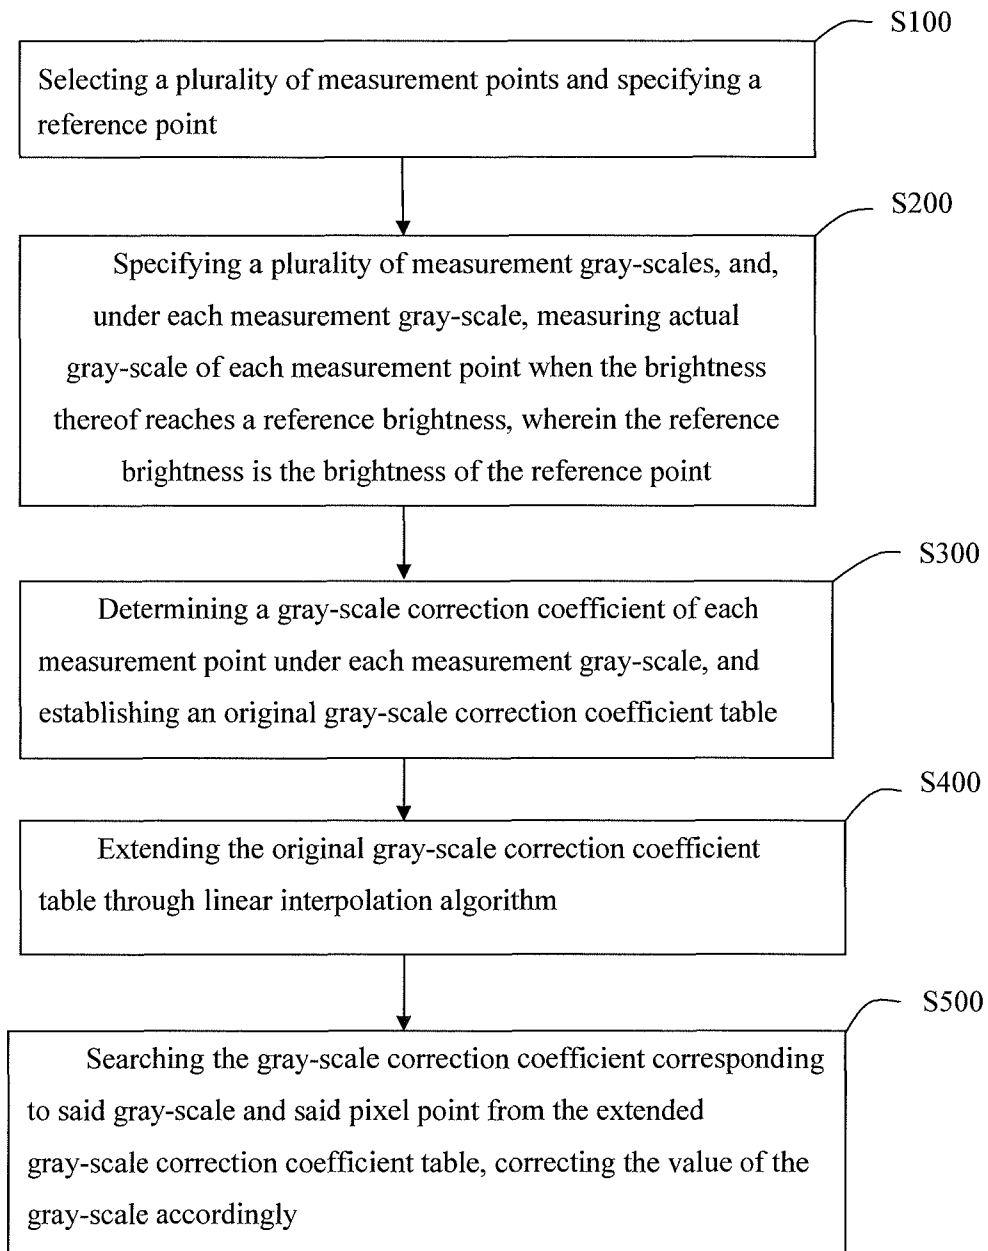 S100
Selecting a plurality of measurement points and specifying a
reference point
S200
Specifying a plurality of measurement gray-scales, and,
under each measurement gray-scale, measuring actual
gray-scale of each measurement point when the brightness
thereof reaches a reference brightness, wherein the reference
brightness is the brightness of the reference point
S300
Determining a gray-scale correction coefficient of each
measurement point under each measurement gray-scale, and
establishing an original gray-scale correction coefficient table
S400
Extending the original gray-scale correction coefficient
table through linear interpolation algorithm
S500
Searching the gray-scale correction coefficient corresponding
to said gray-scale and said pixel point from the extended
gray-scale correction coefficient table, correcting the value of the
gray-scale accordingly